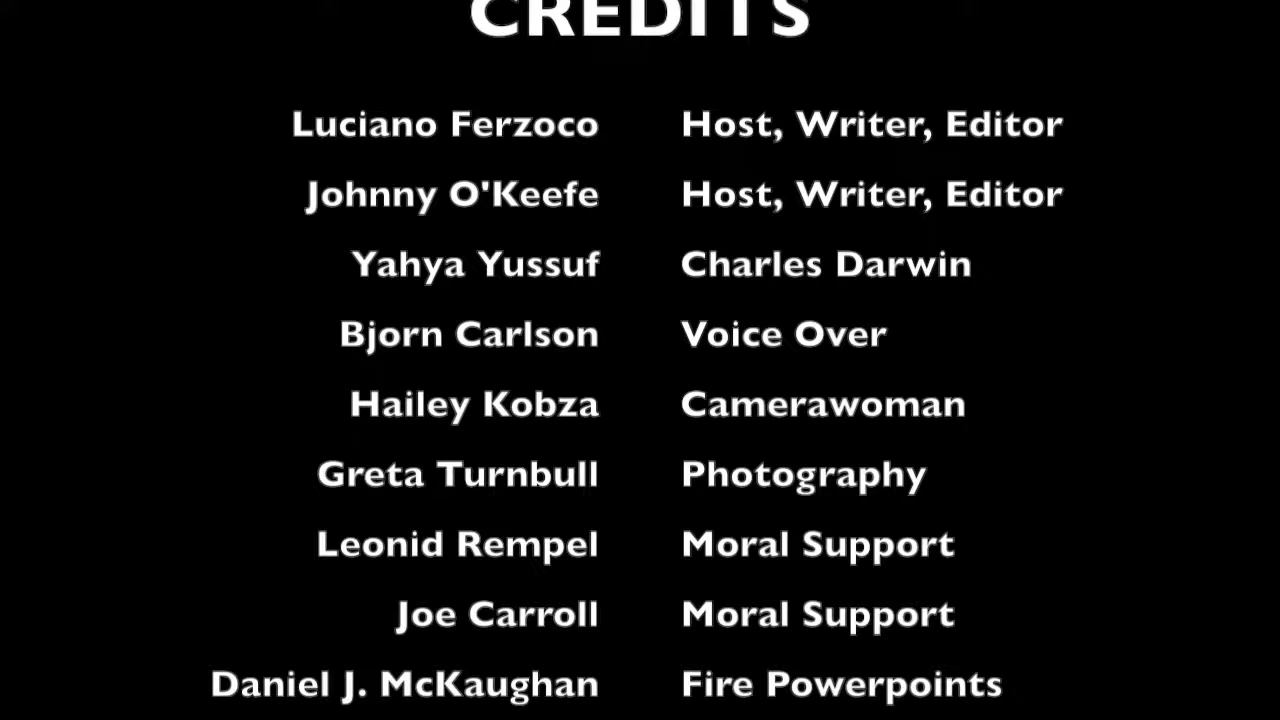 CREDITS
Luciano Ferzoco Host, Writer, Editor
Johnny O'Keefe Host, Writer, Editor
Yahya Yussuf Charles Darwin
Bjorn Carlson Voice Over
Hailey Kobza Camerawoman
Greta Turnbull Photography
Leonid Rempel Moral Support
Joe Carroll Moral Support
Daniel J. McKaughan Fire Powerpoints